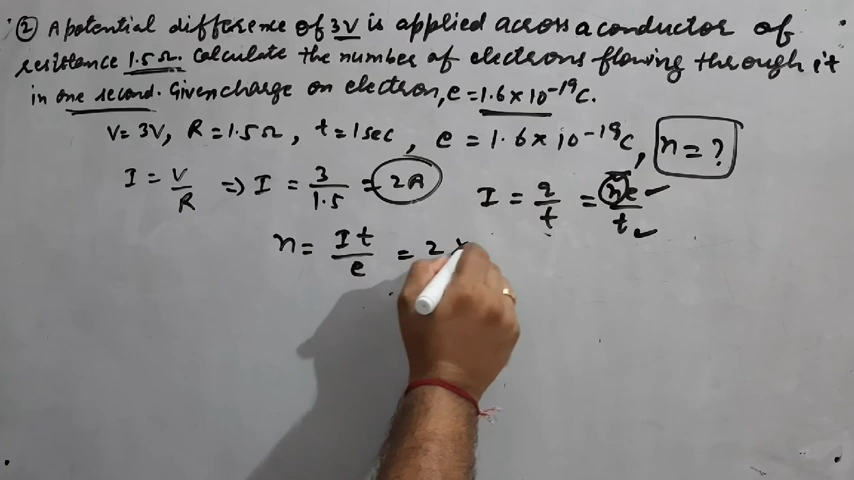 ② A potential difference of 3V is applied across a conductor of
resistance 1.5Ω. Calculate the number of electrons flowing through it
in one second. Given charge on electron, e = 1.6 × 10⁻¹⁹C.
V = 3V, R = 1.5Ω, t = 1 sec, e = 1.6 × 10⁻¹⁹C, n = ?
I = V/R ⇒ I = 3/1.5 = 2A I = q/t = ne/t
n = It/e = 2 ×